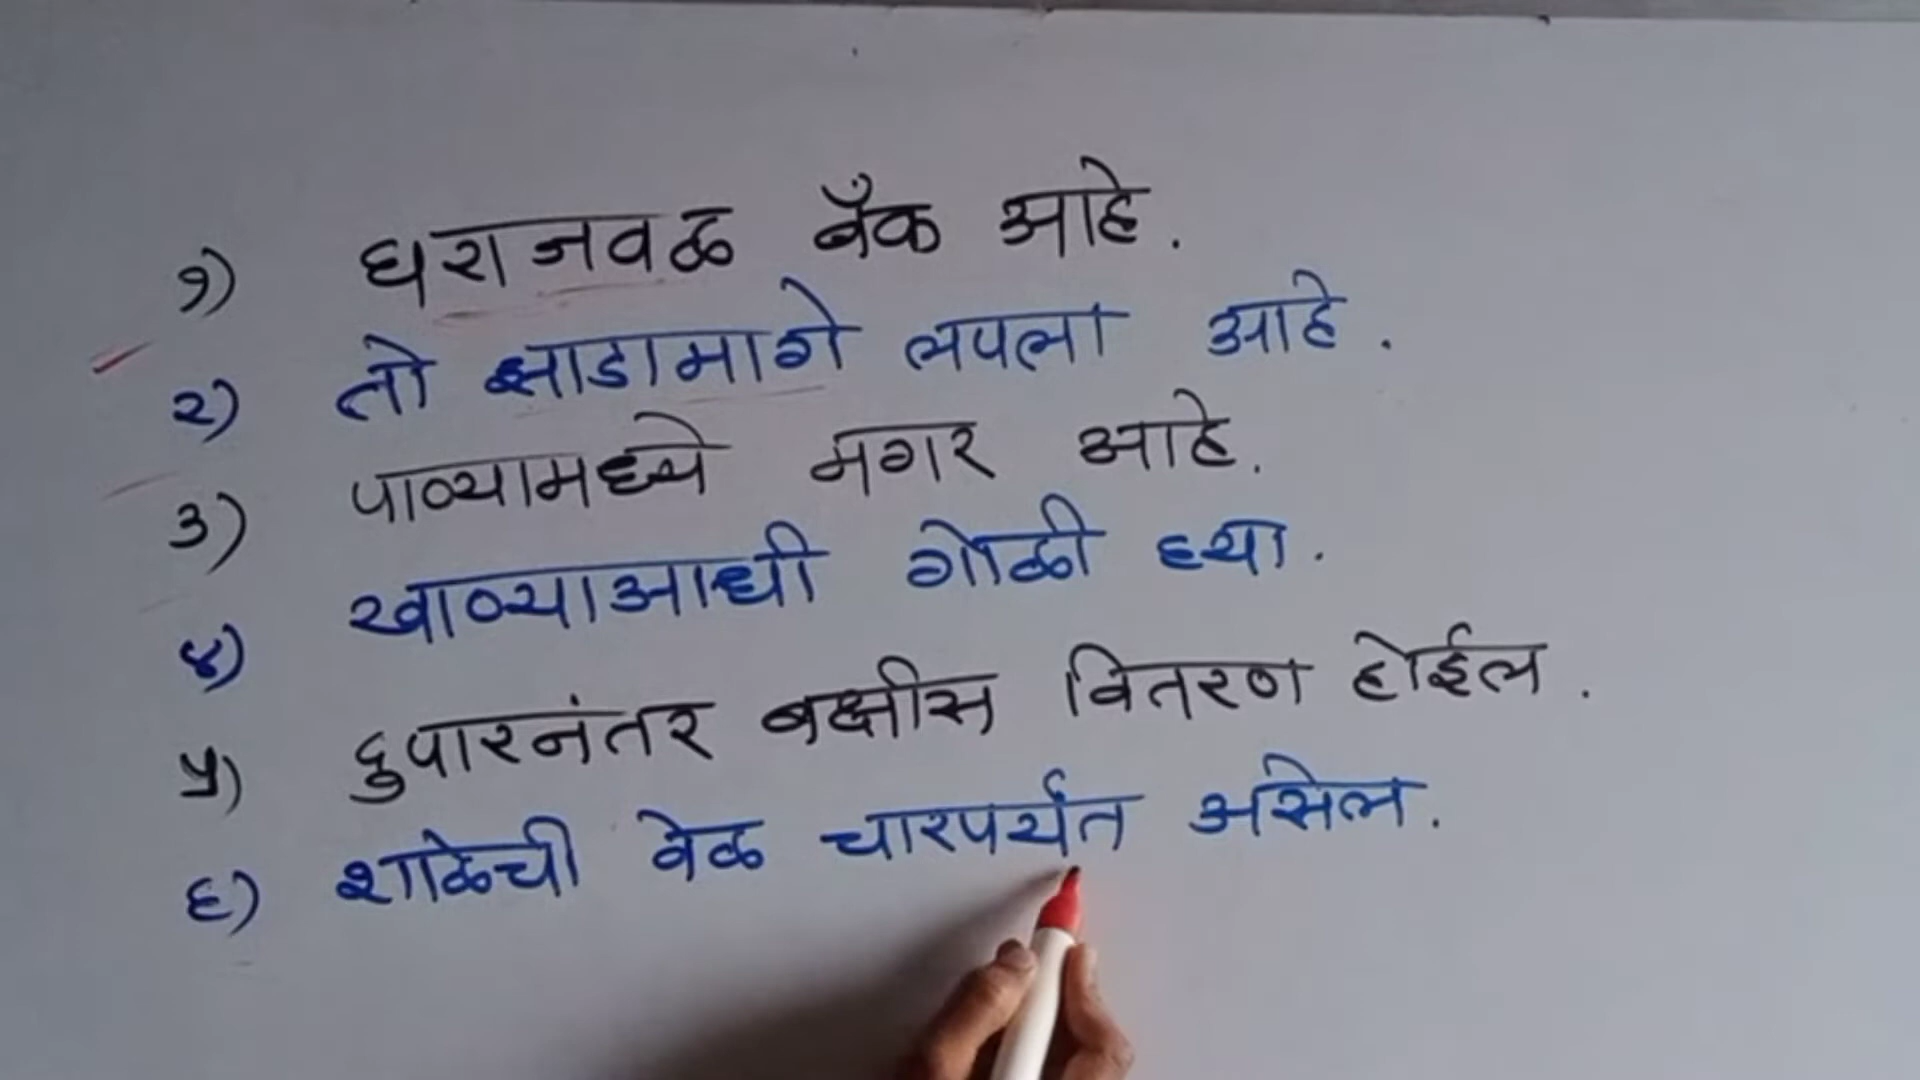 १) घराजवळ बँक आहे.
२) तो झाडामागे लपला आहे.
३) पाण्यामध्ये मगर आहे.
४) खाण्याआधी गोळी घ्या.
५) दुपारनंतर बक्षीस वितरण होईल.
६) शाळेची वेळ चारपर्यंत असेल.